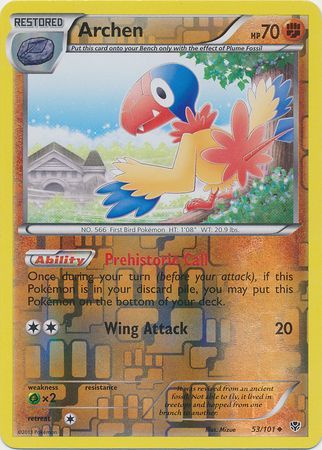 RESTORED
Archen HP 70
Put this card onto your Bench only with the effect of Plume Fossil
NO. 566 First Bird Pokémon HT: 1'08" WT: 20.9 lbs.
Ability Prehistoric Call
Once during your turn (before your attack), if this
Pokémon is in your discard pile, you may put this
Pokémon on the bottom of your deck.
Wing Attack 20
weakness resistance
×2
retreat
It was revived from an ancient
fossil. Not able to fly, it lived in
treetops and hopped from one
branch to another.
©2013 Pokémon
Illus. Mizue
53/101